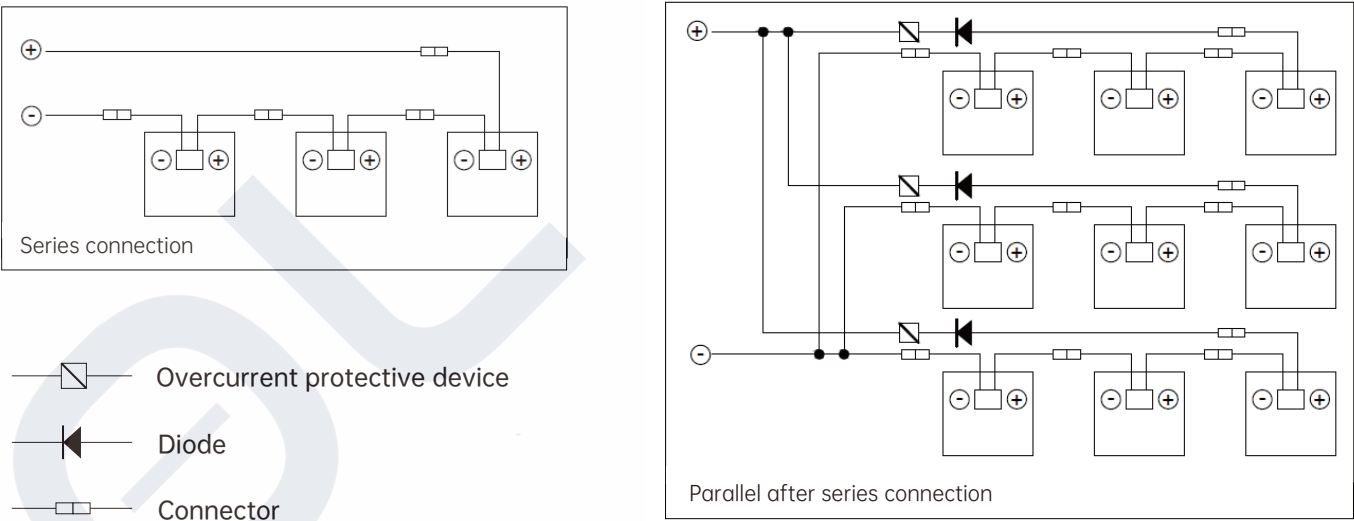 Series connection
Overcurrent protective device
Diode
Connector
Parallel after series connection